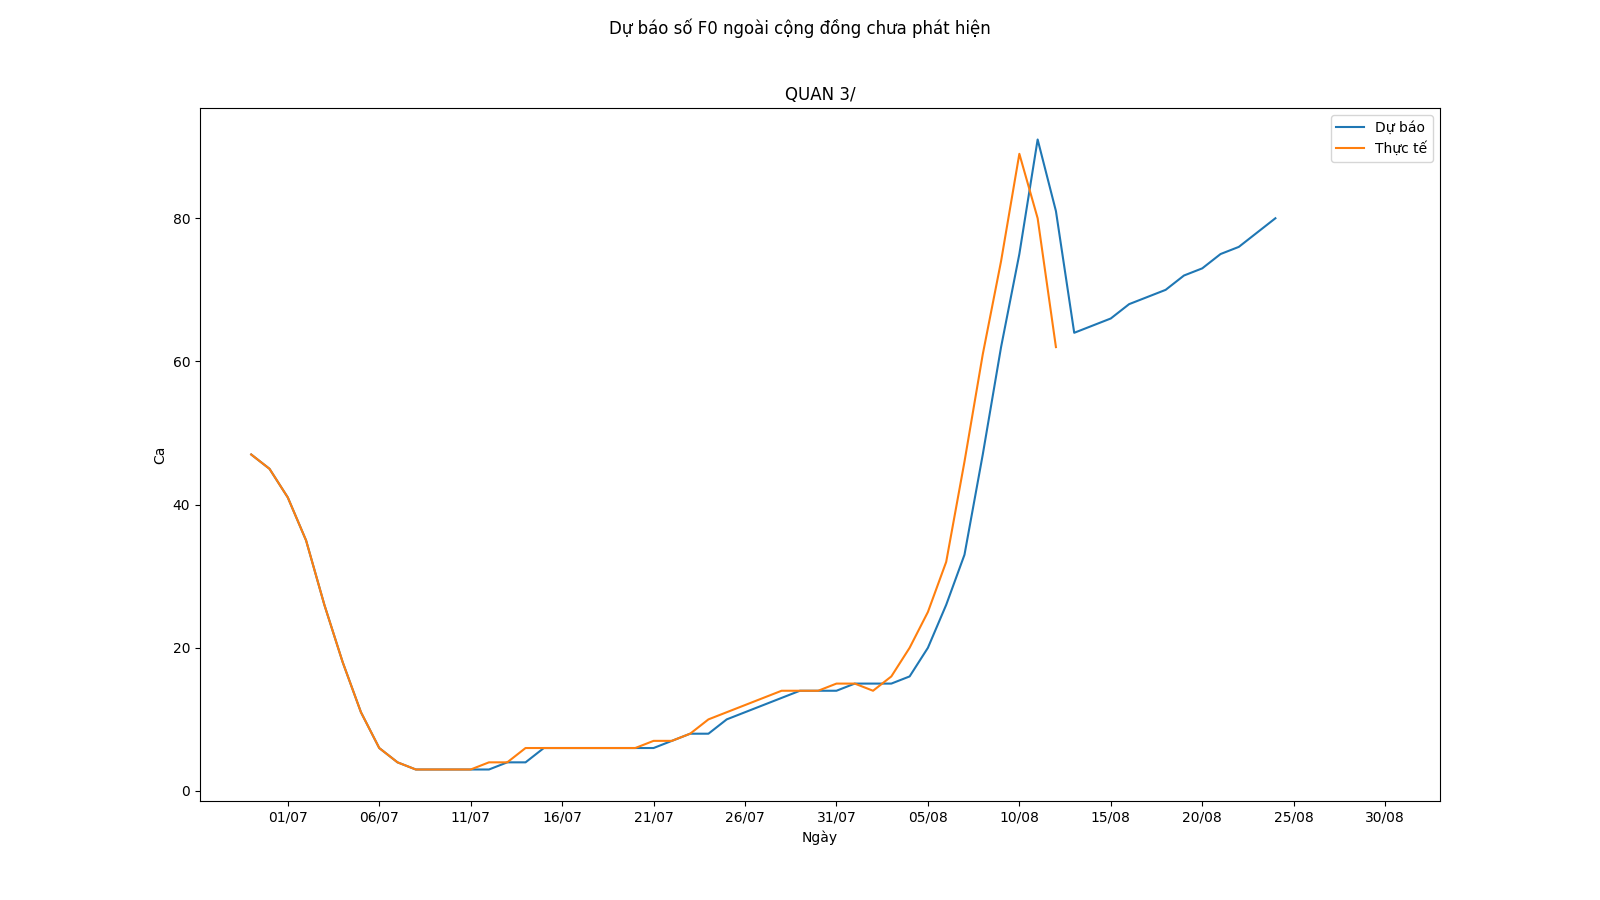 Dự báo số F0 ngoài cộng đồng chưa phát hiện
QUAN 3/
Dự báo
Thực tế
80
60
40
20
0
Ca
01/07 06/07 11/07 16/07 21/07 26/07 31/07 05/08 10/08 15/08 20/08 25/08 30/08
Ngày